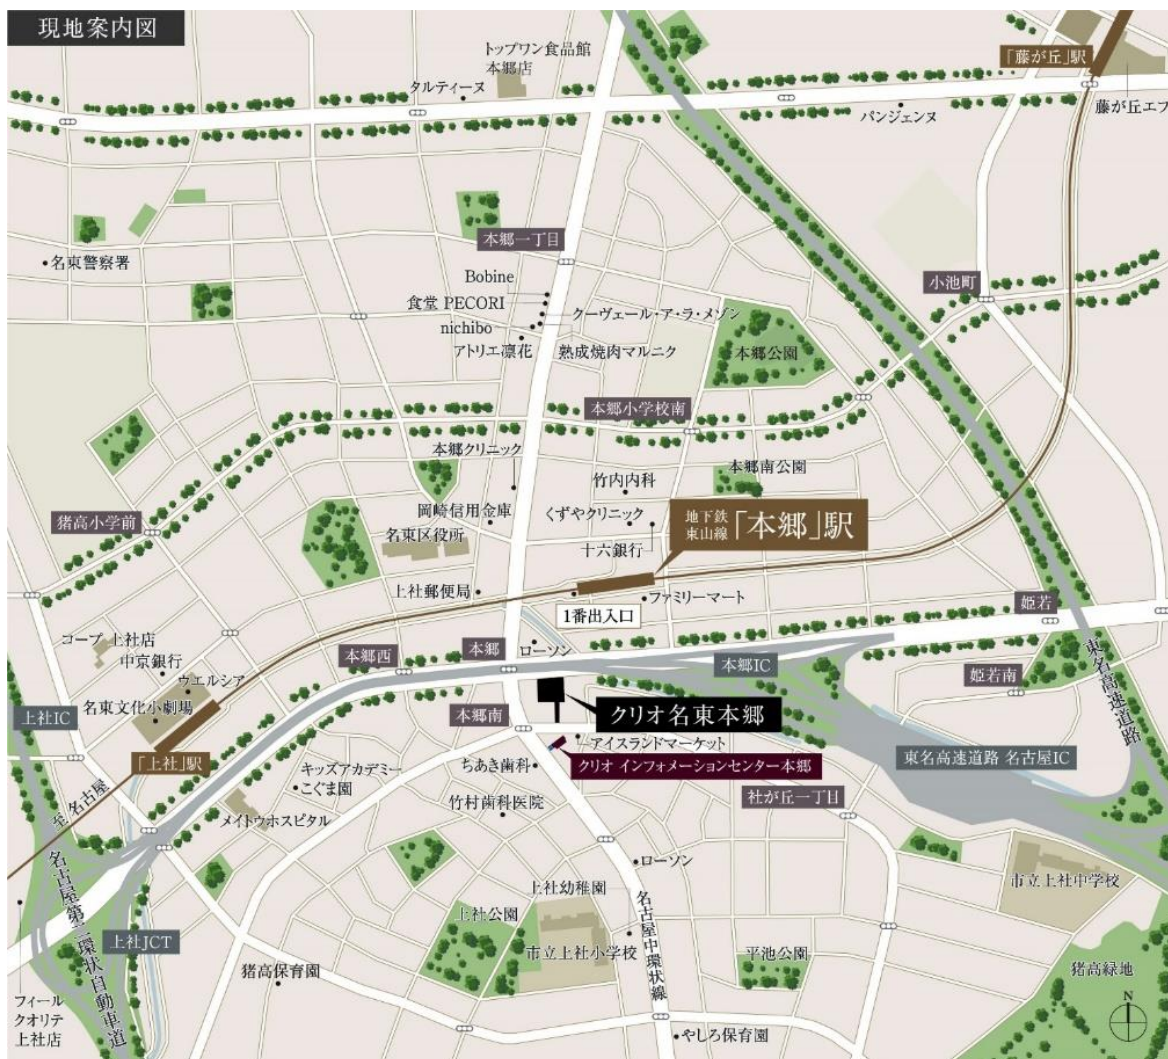 現地案内図
トップワン食品館
本郷店
「藤が丘」駅
タルティーヌ
パンジェンヌ
藤が丘エフ
本郷一丁目
名東警察署
Bobine
食堂 PECORI
nichibo
アトリエ凛花
クーヴェール・ア・ラ・メゾン
熟成焼肉マルニク
小池町
本郷公園
本郷小学校南
本郷クリニック
竹内内科
本郷南公園
猪高小学前
岡崎信用金庫
名東区役所
くずやクリニック
十六銀行
地下鉄
東山線
「本郷」駅
上社郵便局
1番出入口
ファミリーマート
姫若
コープ 上社店
中京銀行
ウエルシア
名東文化小劇場
本郷西
本郷
ローソン
本郷IC
姫若南
東名高速道路
上社IC
「上社」駅
本郷南
クリオ名東本郷
アイスランドマーケット
クリオ インフォメーションセンター本郷
東名高速道路 名古屋IC
至 名古屋
キッズアカデミー
こぐま園
ちあき歯科
竹村歯科医院
社が丘一丁目
メイトウホスピタル
ローソン
市立上社中学校
名古屋第二環状自動車道
上社幼稚園
上社公園
市立上社小学校
名古屋中環状線
上社JCT
猪高保育園
平池公園
猪高緑地
フィール
クオリテ
上社店
やしろ保育園
N